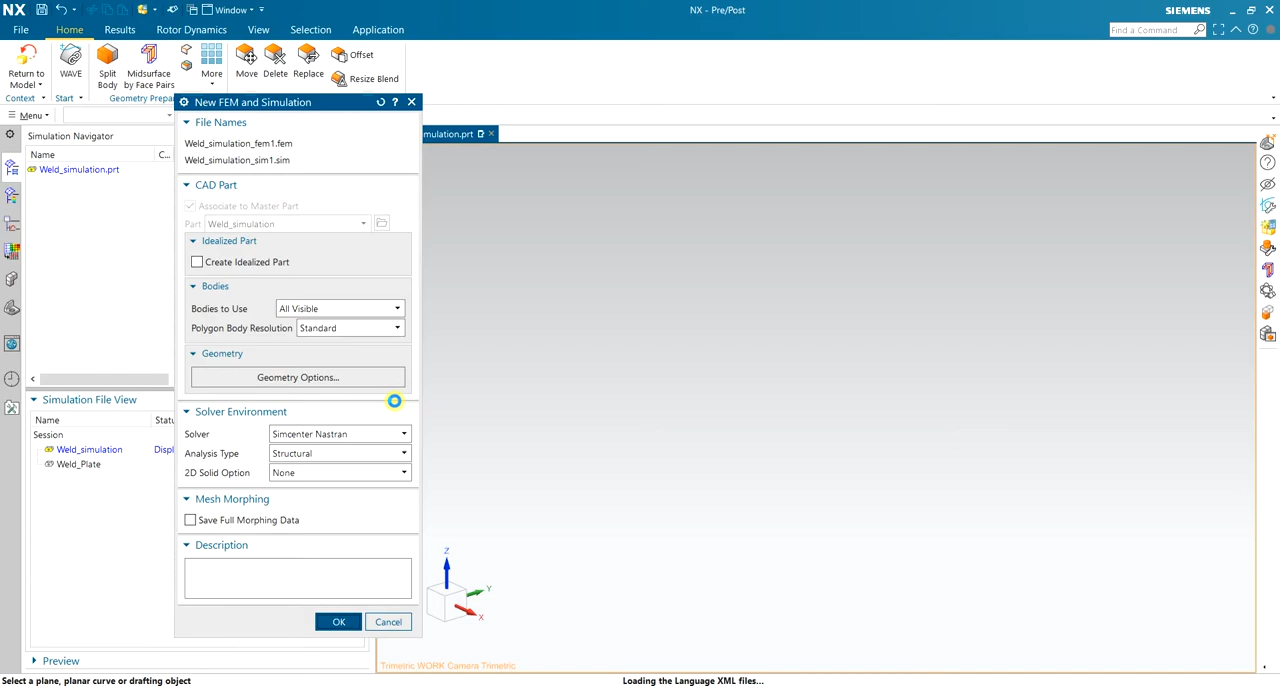 NX Window NX - Pre/Post SIEMENS
File Home Results Rotor Dynamics View Selection Application Find a Command
Return to Model WAVE Split Body Midsurface by Face Pairs More Move Delete Replace Offset
Resize Blend
Context Start Geometry Prepa
Menu
New FEM and Simulation
File Names
Weld_simulation_fem1.fem
Weld_simulation_sim1.sim
CAD Part
Associate to Master Part
Part Weld_simulation
Idealized Part
Create Idealized Part
Bodies
Bodies to Use All Visible
Polygon Body Resolution Standard
Geometry
Geometry Options...
Solver Environment
Solver Simcenter Nastran
Analysis Type Structural
2D Solid Option None
Mesh Morphing
Save Full Morphing Data
Description
OK Cancel
Simulation Navigator
Name C...
Weld_simulation.prt
Simulation File View
Name Statu
Session
Weld_simulation Displ
Weld_Plate
Preview
mulation.prt
Z
Y
X
Trimetric WORK Camera Trimetric
Select a plane, planar curve or drafting object Loading the Language XML files...